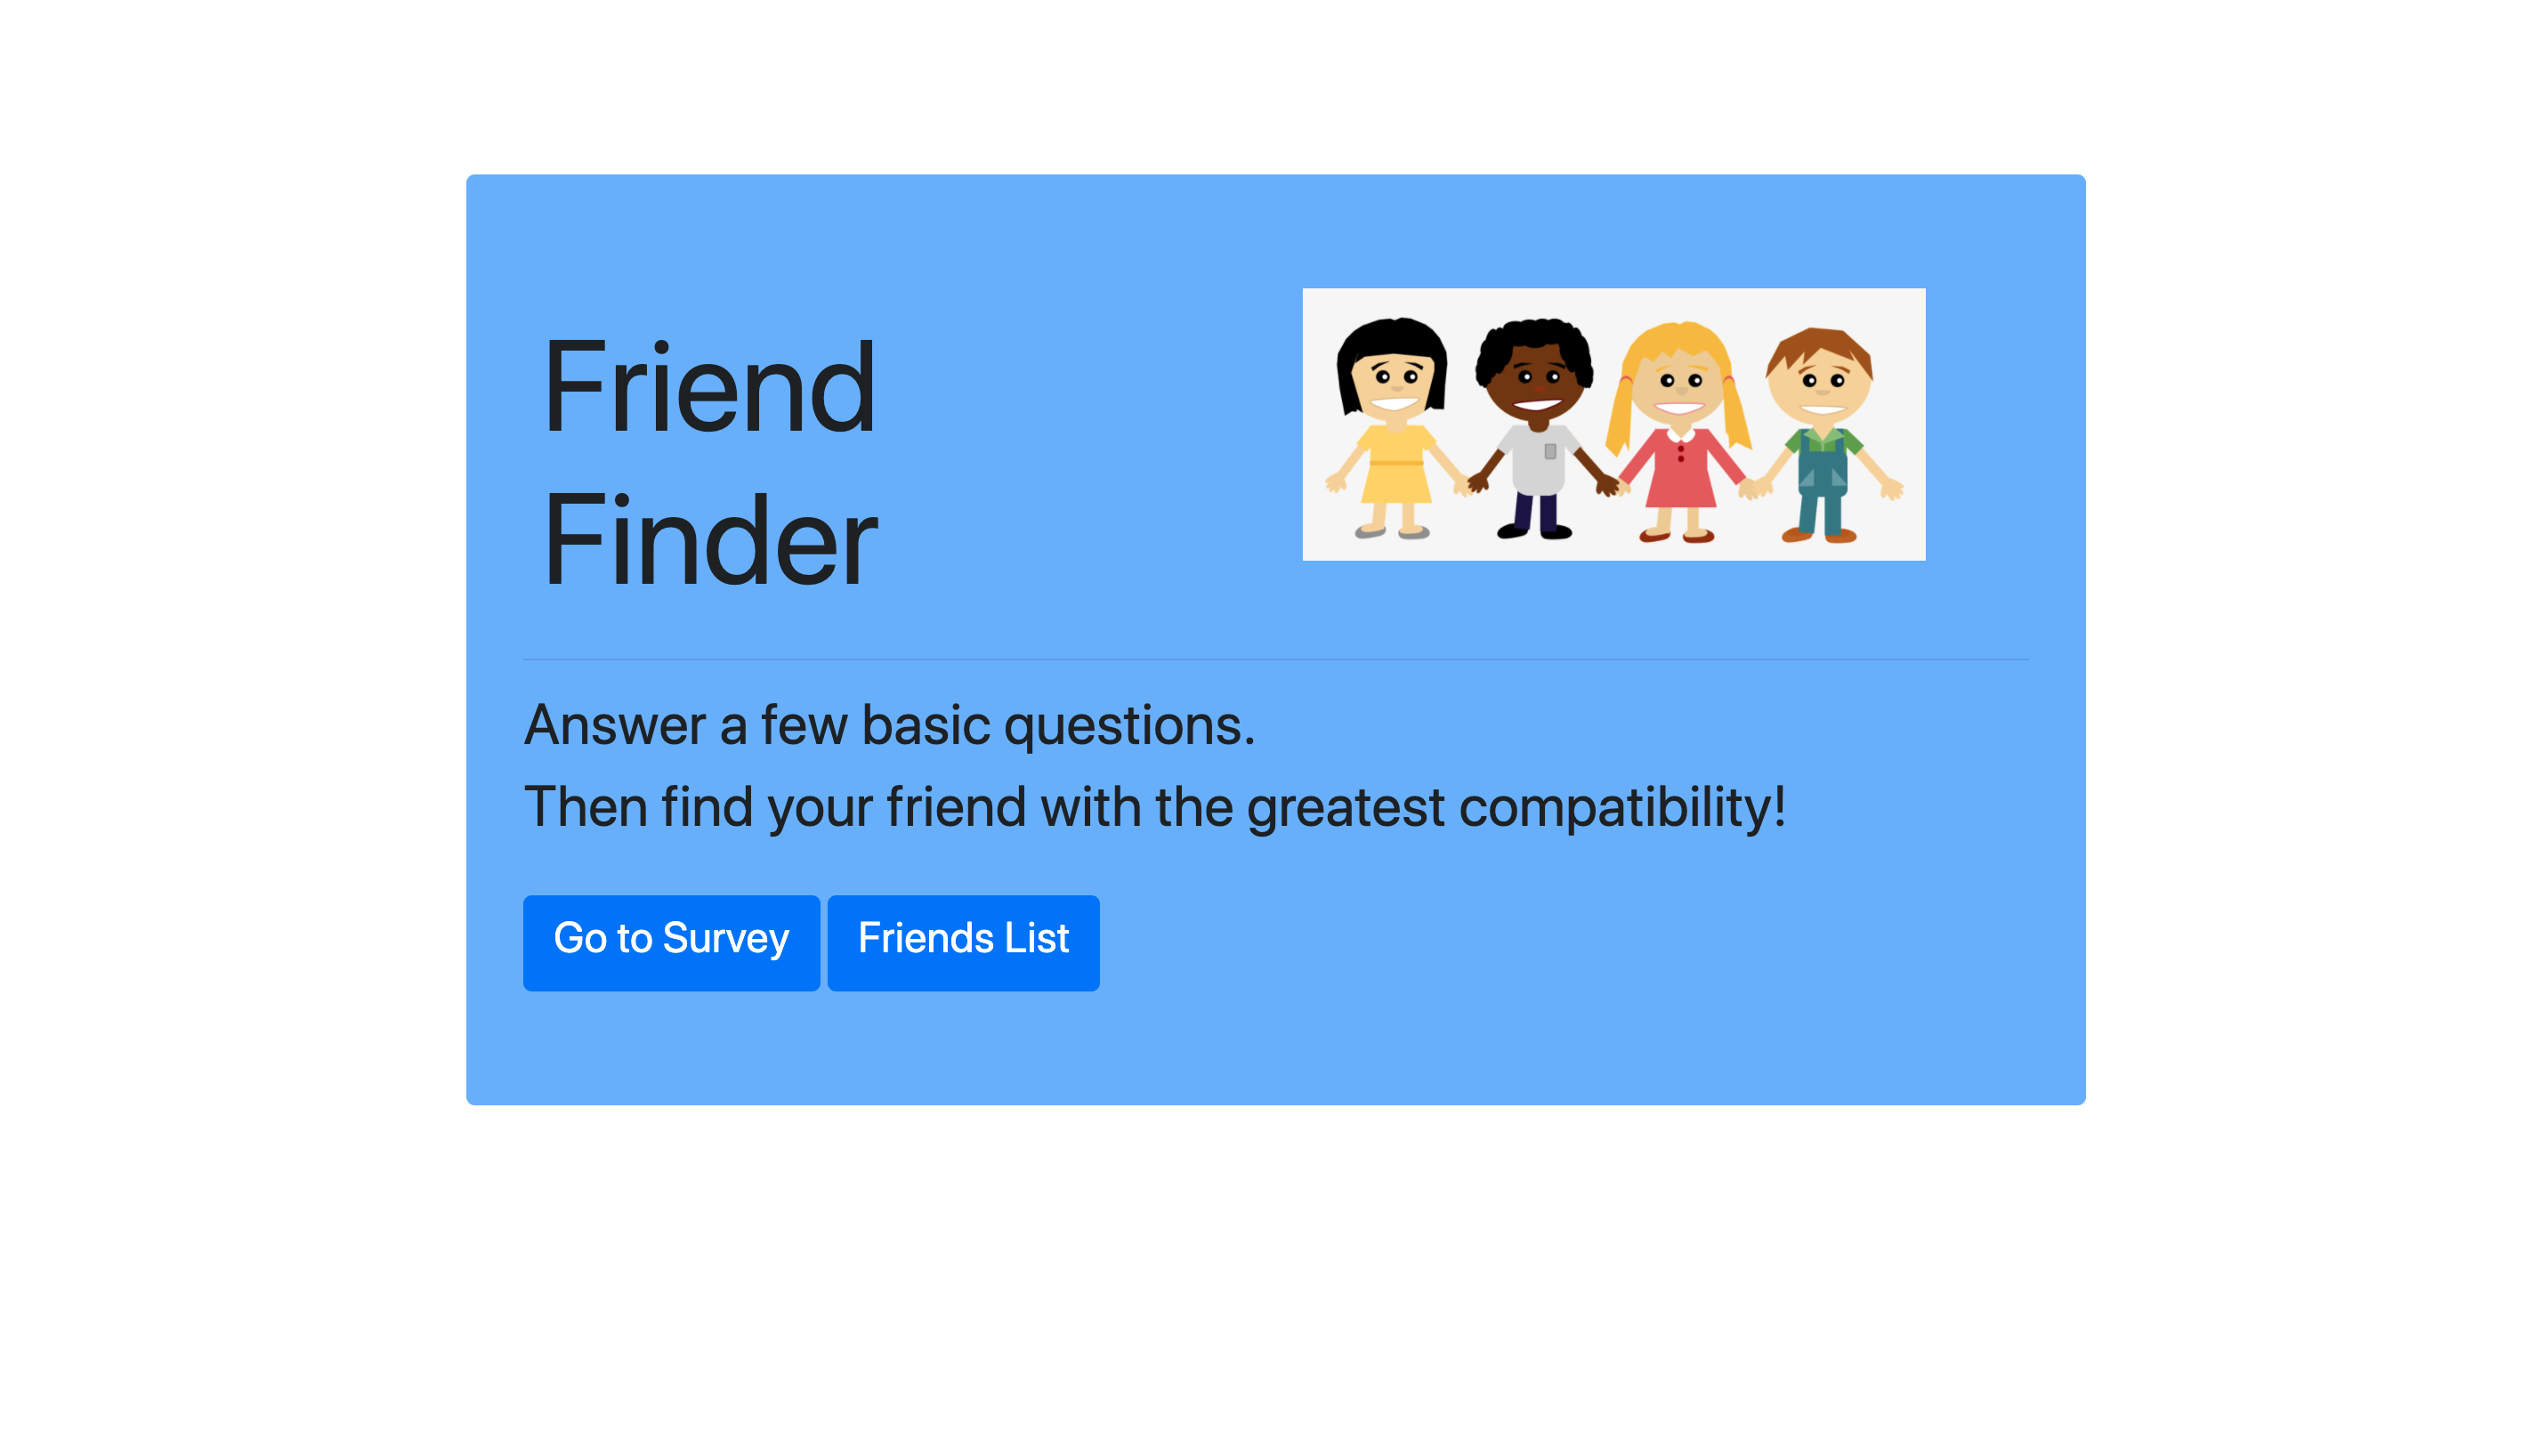 Friend
Finder
Answer a few basic questions.
Then find your friend with the greatest compatibility!
Go to Survey
Friends List